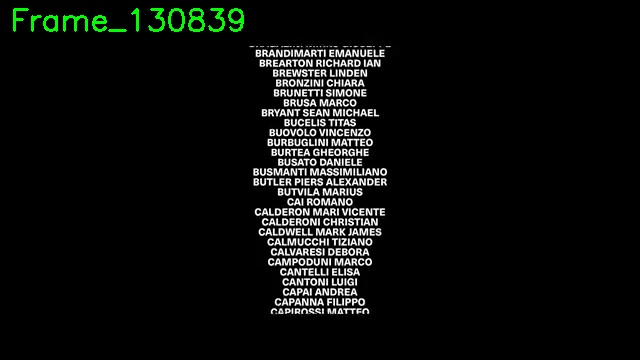 Frame_130839
BRANDIMARTI EMANUELE
BREARTON RICHARD IAN
BREWSTER LINDEN
BRONZINI CHIARA
BRUNETTI SIMONE
BRUSA MARCO
BRYANT SEAN MICHAEL
BUCELIS TITAS
BUOVOLO VINCENZO
BURBUGLINI MATTEO
BURTEA GHEORGHE
BUSATO DANIELE
BUSMANTI MASSIMILIANO
BUTLER PIERS ALEXANDER
BUTVILA MARIUS
CAI ROMANO
CALDERON MARI VICENTE
CALDERONI CHRISTIAN
CALDWELL MARK JAMES
CALMUCCHI TIZIANO
CALVARESI DEBORA
CAMPODUNI MARCO
CANTELLI ELISA
CANTONI LUIGI
CAPAI ANDREA
CAPANNA FILIPPO
CAPIROSSI MATTEO